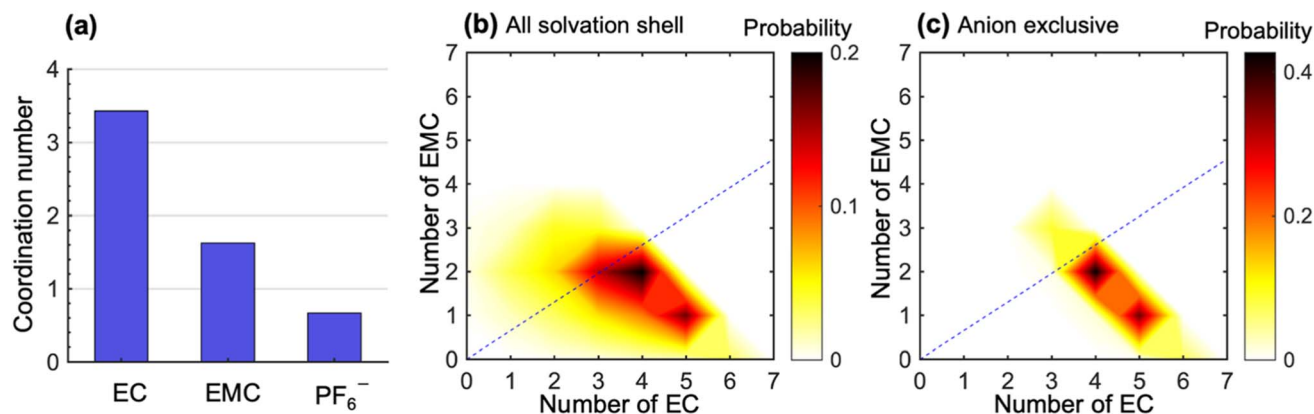 (a)
Coordination number
4
3
2
1
0
EC EMC PF₆⁻
(b) All solvation shell
Probability
Number of EMC
7
6
5
4
3
2
1
0
0 1 2 3 4 5 6 7
Number of EC
0.2
0.1
0
(c) Anion exclusive
Probability
Number of EMC
7
6
5
4
3
2
1
0
0 1 2 3 4 5 6 7
Number of EC
0.4
0.2
0